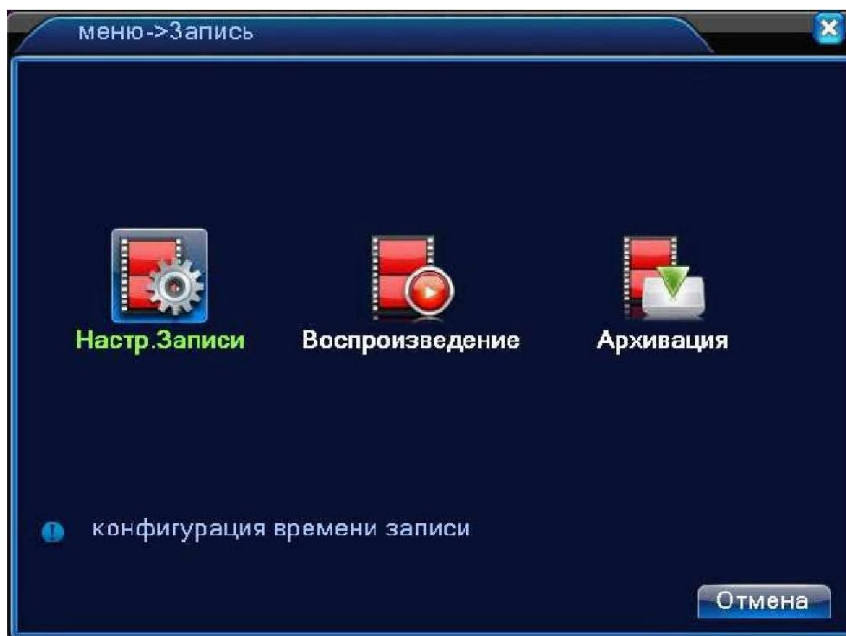 меню->Запись
Настр.Записи Воспроизведение Архивация
конфигурация времени записи
Отмена